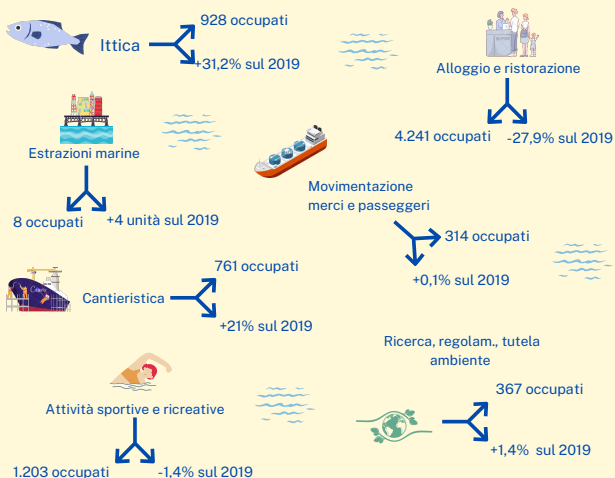 928 occupati
Ittica
+31,2% sul 2019
Alloggio e ristorazione
4.241 occupati
-27,9% sul 2019
Estrazioni marine
8 occupati
+4 unità sul 2019
Movimentazione
merci e passeggeri
314 occupati
+0,1% sul 2019
761 occupati
Cantieristica
+21% sul 2019
Ricerca, regolam., tutela
ambiente
367 occupati
+1,4% sul 2019
Attività sportive e ricreative
1.203 occupati
-1,4% sul 2019